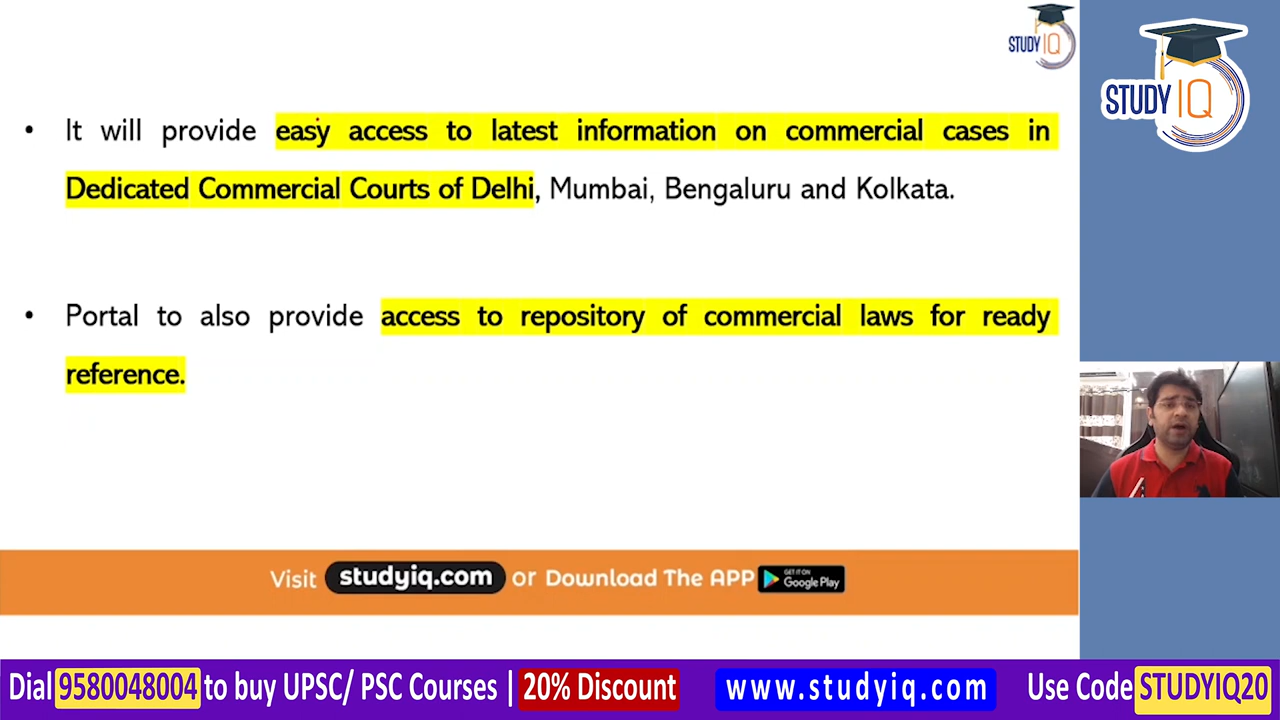 STUDY IQ
STUDY IQ
• It will provide easy access to latest information on commercial cases in
Dedicated Commercial Courts of Delhi, Mumbai, Bengaluru and Kolkata.
• Portal to also provide access to repository of commercial laws for ready
reference.
Visit studyiq.com or Download The APP GET IT ON Google Play
Dial 9580048004 to buy UPSC/ PSC Courses | 20% Discount www.studyiq.com Use Code STUDYIQ20